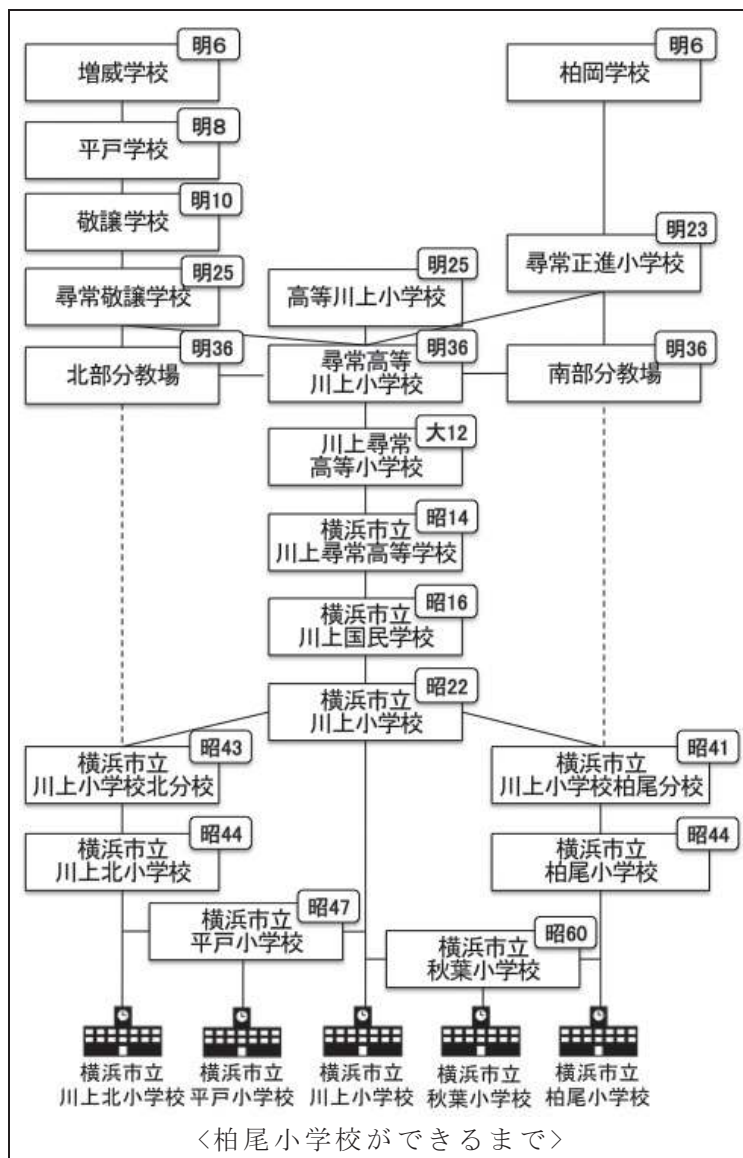 明6
増威学校
明6
柏岡学校
明8
平戸学校
明10
敬譲学校
明23
尋常正進小学校
明25
尋常敬譲学校
明25
高等川上小学校
明36
北部分教場
明36
尋常高等
川上小学校
明36
南部分教場
大12
川上尋常
高等小学校
昭14
横浜市立
川上尋常高等学校
昭16
横浜市立
川上国民学校
昭22
横浜市立
川上小学校
昭43
横浜市立
川上小学校北分校
昭41
横浜市立
川上小学校柏尾分校
昭44
横浜市立
川上北小学校
昭44
横浜市立
柏尾小学校
昭47
横浜市立
平戸小学校
昭60
横浜市立
秋葉小学校
横浜市立
川上北小学校
横浜市立
平戸小学校
横浜市立
川上小学校
横浜市立
秋葉小学校
横浜市立
柏尾小学校
<柏尾小学校ができるまで>